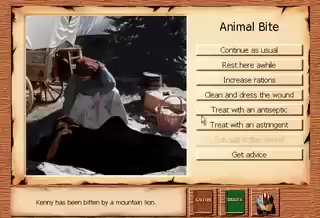 Animal Bite
Continue as usual
Rest here awhile
Increase rations
Clean and dress the wound
Treat with an antiseptic
Treat with an astringent
Get advice
Kenny has been bitten by a mountain lion.